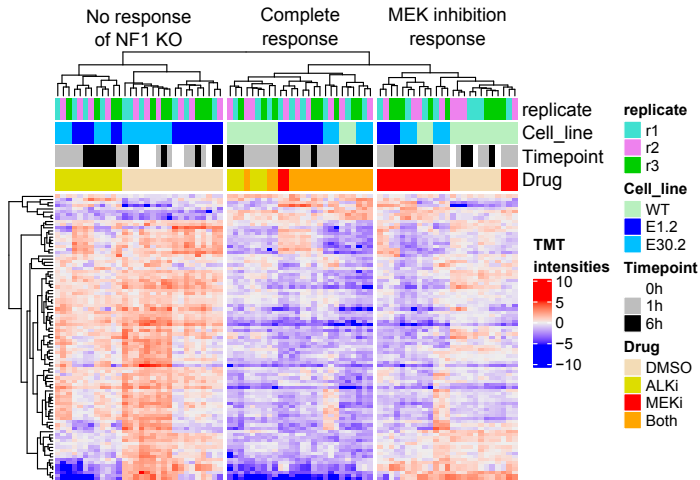 No response
of NF1 KO
Complete
response
MEK inhibition
response
replicate
Cell_line
Timepoint
Drug
TMT
intensities
10
5
0
−5
−10
replicate
r1
r2
r3
Cell_line
WT
E1.2
E30.2
Timepoint
0h
1h
6h
Drug
DMSO
ALKi
MEKi
Both